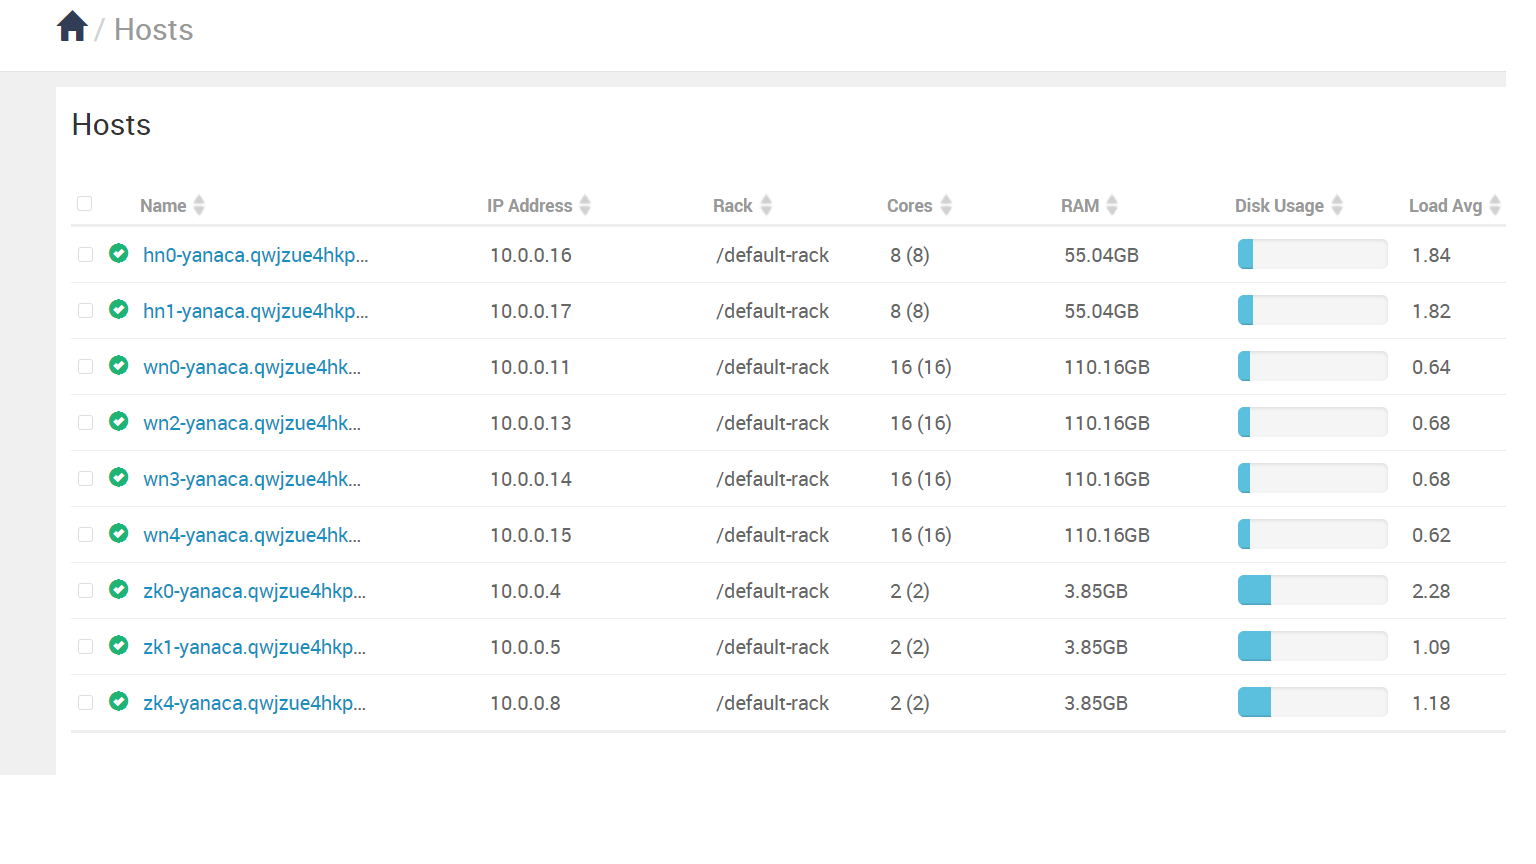 / Hosts
Hosts
Name IP Address Rack Cores RAM Disk Usage Load Avg
hn0-yanaca.qwjzue4hkp... 10.0.0.16 /default-rack 8 (8) 55.04GB 1.84
hn1-yanaca.qwjzue4hkp... 10.0.0.17 /default-rack 8 (8) 55.04GB 1.82
wn0-yanaca.qwjzue4hk... 10.0.0.11 /default-rack 16 (16) 110.16GB 0.64
wn2-yanaca.qwjzue4hk... 10.0.0.13 /default-rack 16 (16) 110.16GB 0.68
wn3-yanaca.qwjzue4hk... 10.0.0.14 /default-rack 16 (16) 110.16GB 0.68
wn4-yanaca.qwjzue4hk... 10.0.0.15 /default-rack 16 (16) 110.16GB 0.62
zk0-yanaca.qwjzue4hkp... 10.0.0.4 /default-rack 2 (2) 3.85GB 2.28
zk1-yanaca.qwjzue4hkp... 10.0.0.5 /default-rack 2 (2) 3.85GB 1.09
zk4-yanaca.qwjzue4hkp... 10.0.0.8 /default-rack 2 (2) 3.85GB 1.18